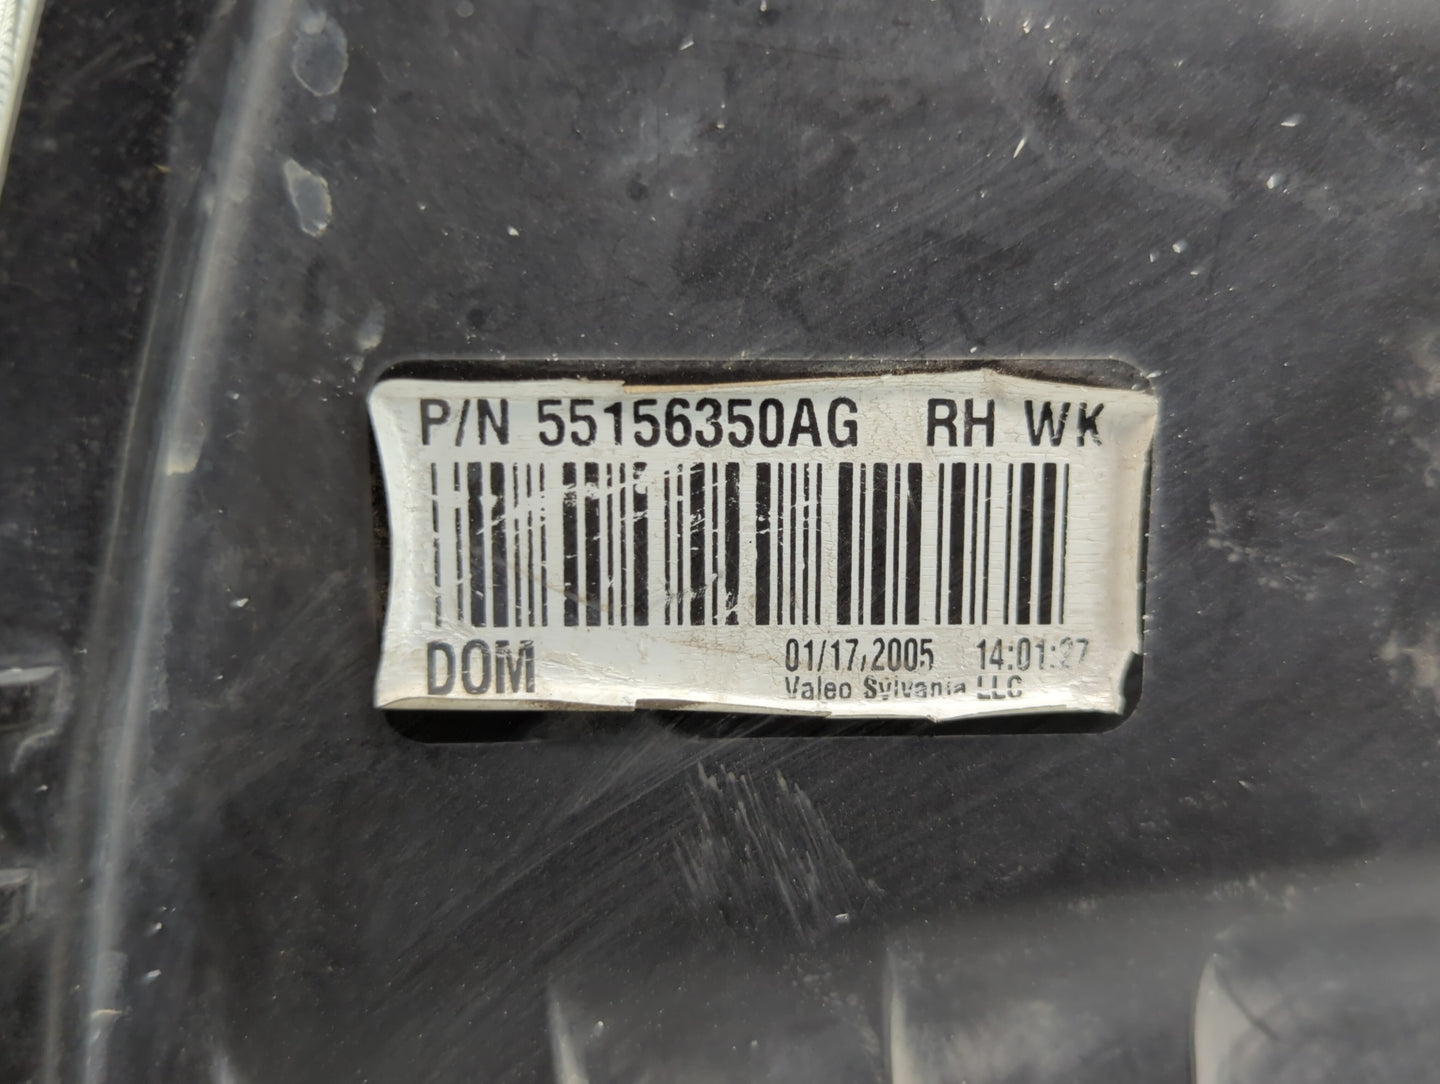 P/N 55156350AG RH WK
DOM
01/17/2005 14:01:27
Valeo Sylvania LLC